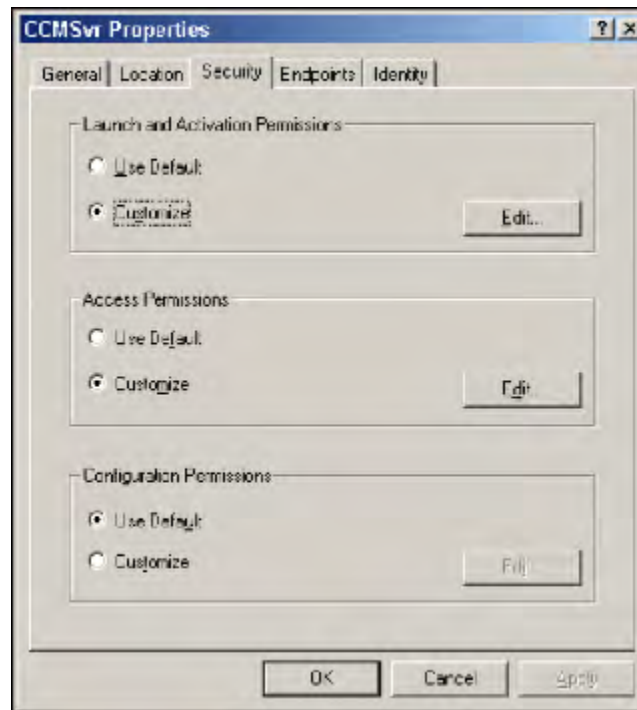 CCMSvr Properties
General Location Security Endpoints Identity
Launch and Activation Permissions
Use Default
Customize
Edit...
Access Permissions
Use Default
Customize
Edit...
Configuration Permissions
Use Default
Customize
Edit...
OK Cancel Apply